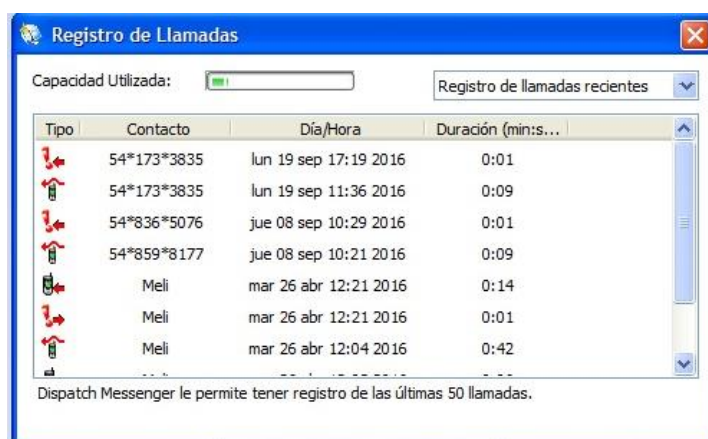 Registro de Llamadas
Capacidad Utilizada:
Registro de llamadas recientes
Tipo Contacto Día/Hora Duración (min:s...
54*173*3835 lun 19 sep 17:19 2016 0:01
54*173*3835 lun 19 sep 11:36 2016 0:09
54*836*5076 jue 08 sep 10:29 2016 0:01
54*859*8177 jue 08 sep 10:21 2016 0:09
Meli mar 26 abr 12:21 2016 0:14
Meli mar 26 abr 12:21 2016 0:01
Meli mar 26 abr 12:04 2016 0:42
Dispatch Messenger le permite tener registro de las últimas 50 llamadas.